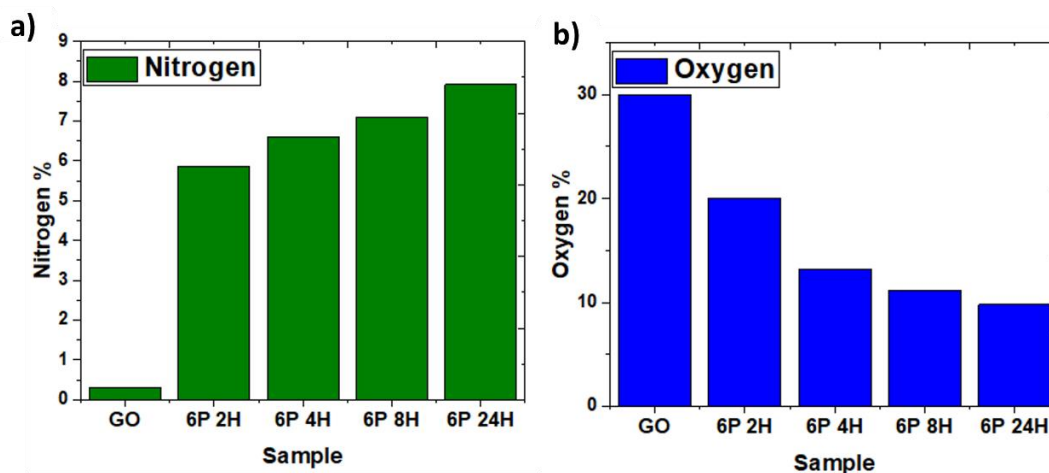 a)
Nitrogen
Nitrogen %
9
8
7
6
5
4
3
2
1
0
GO 6P 2H 6P 4H 6P 8H 6P 24H
Sample
b)
Oxygen
Oxygen %
30
20
10
0
GO 6P 2H 6P 4H 6P 8H 6P 24H
Sample